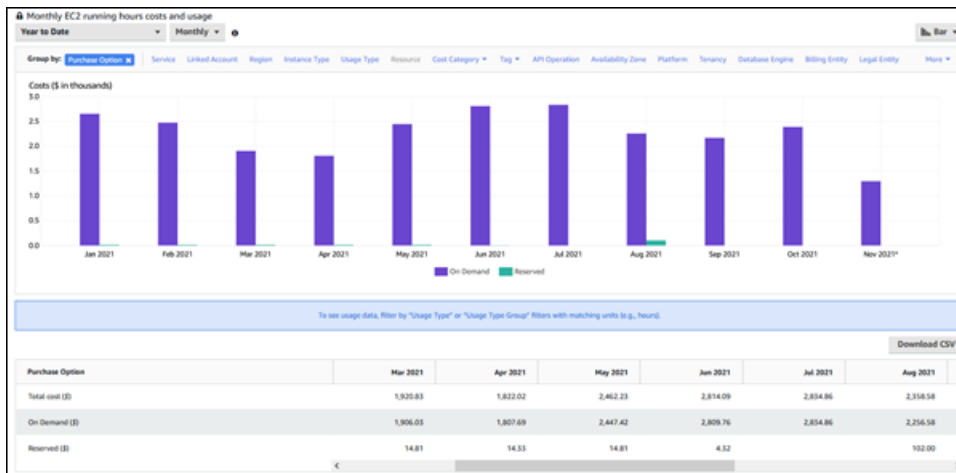 Monthly EC2 running hours costs and usage
Year to Date Monthly Bar
Group by: Purchase Option Service Linked Account Region Instance Type Usage Type Resource Cost Category Tag API Operation Availability Zone Platform Tenancy Database Engine Billing Entity Legal Entity More
Costs ($ in thousands)
3.0
2.5
2.0
1.5
1.0
0.5
0.0
Jan 2021 Feb 2021 Mar 2021 Apr 2021 May 2021 Jun 2021 Jul 2021 Aug 2021 Sep 2021 Oct 2021 Nov 2021*
On Demand Reserved
To see usage data, filter by "Usage Type" or "Usage Type Group" filters with matching units (e.g., hours).
Download CSV
Purchase Option Mar 2021 Apr 2021 May 2021 Jun 2021 Jul 2021 Aug 2021
Total cost ($) 1,920.83 1,822.02 2,462.23 2,814.09 2,834.86 2,358.58
On Demand ($) 1,906.03 1,807.69 2,447.42 2,809.76 2,834.86 2,256.58
Reserved ($) 14.81 14.33 14.81 4.32 102.00